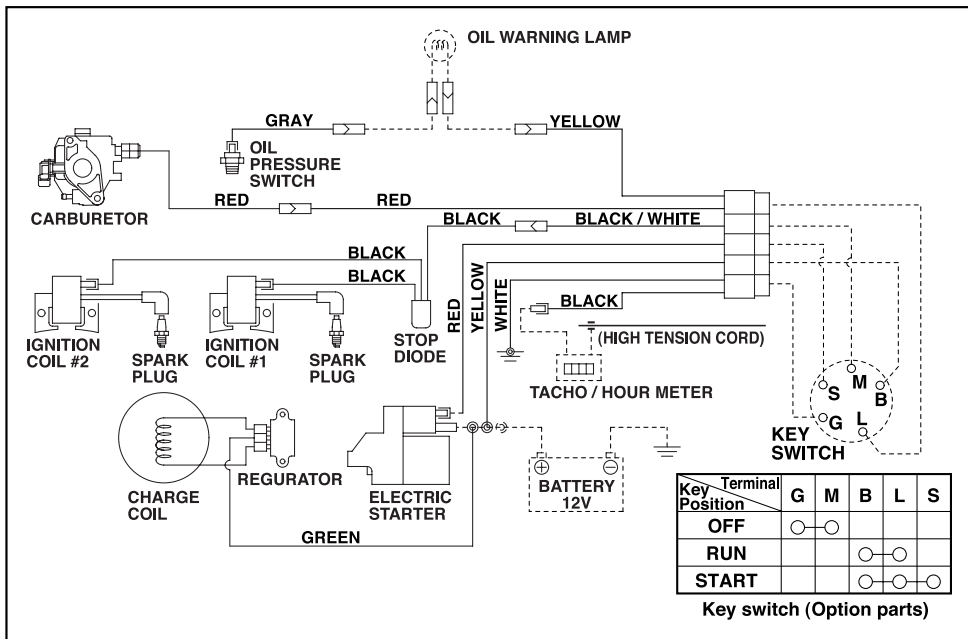 OIL WARNING LAMP
GRAY
YELLOW
OIL
PRESSURE
SWITCH
CARBURETOR
RED
RED
BLACK
BLACK / WHITE
BLACK
BLACK
RED
YELLOW
WHITE
BLACK
(HIGH TENSION CORD)
TACHO / HOUR METER
STOP
DIODE
IGNITION
COIL #2
SPARK
PLUG
IGNITION
COIL #1
SPARK
PLUG
S
M
B
G
L
KEY
SWITCH
CHARGE
COIL
REGURATOR
ELECTRIC
STARTER
BATTERY
12V
GREEN
Key Position Terminal G M B L S
OFF
RUN
START
Key switch (Option parts)